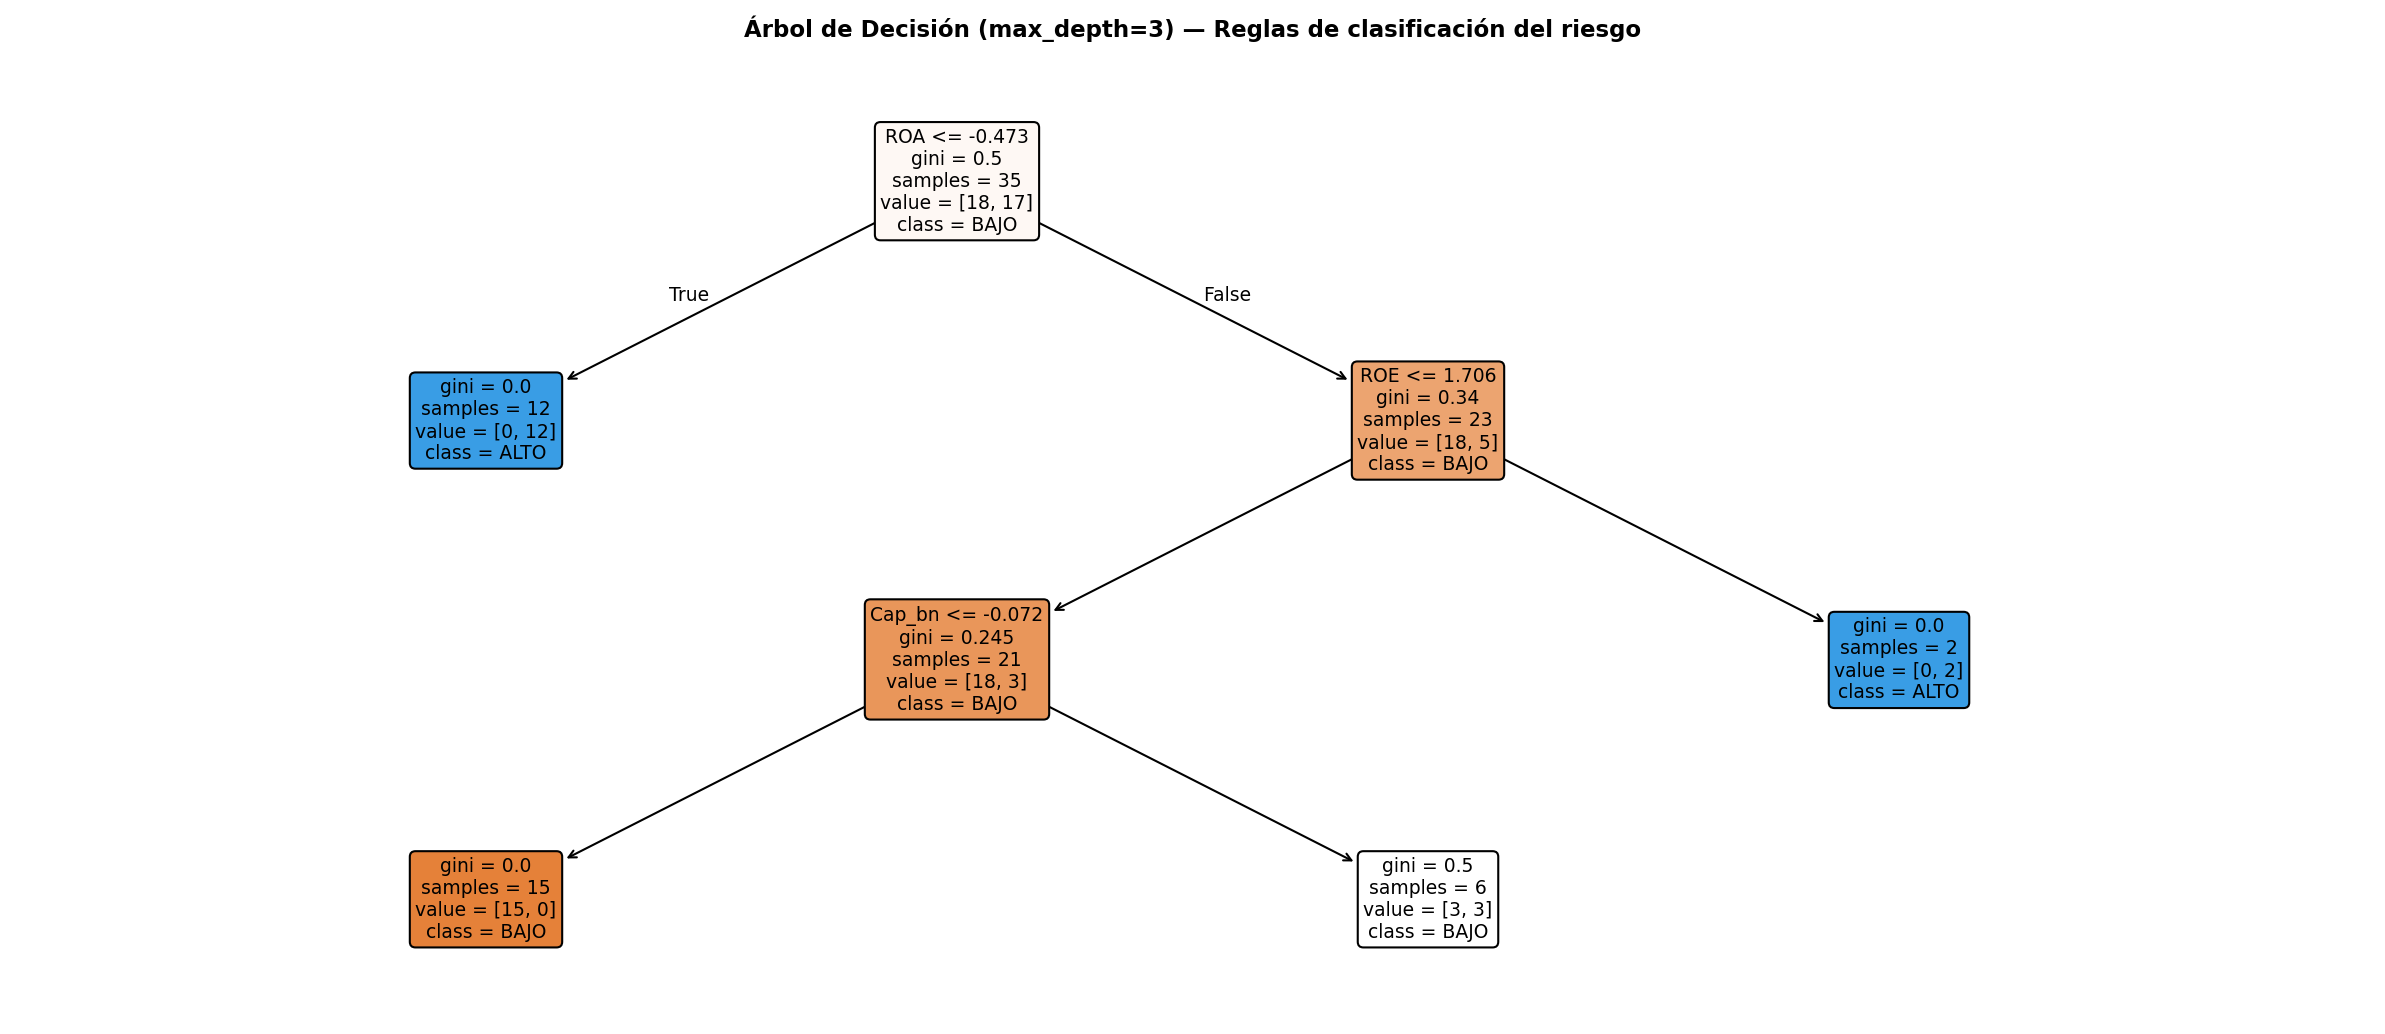 Árbol de Decisión (max_depth=3) — Reglas de clasificación del riesgo
ROA <= -0.473
gini = 0.5
samples = 35
value = [18, 17]
class = BAJO
True
False
gini = 0.0
samples = 12
value = [0, 12]
class = ALTO
ROE <= 1.706
gini = 0.34
samples = 23
value = [18, 5]
class = BAJO
Cap_bn <= -0.072
gini = 0.245
samples = 21
value = [18, 3]
class = BAJO
gini = 0.0
samples = 2
value = [0, 2]
class = ALTO
gini = 0.0
samples = 15
value = [15, 0]
class = BAJO
gini = 0.5
samples = 6
value = [3, 3]
class = BAJO